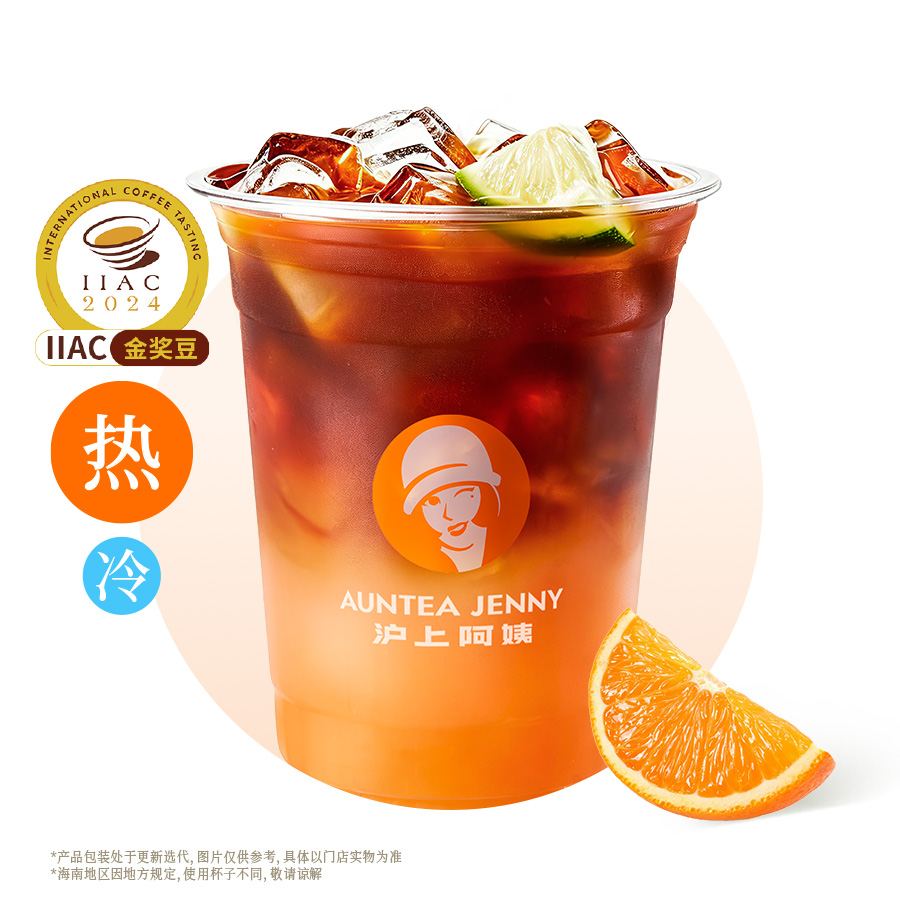 INTERNATIONAL COFFEE TASTING
IIAC
2024
IIAC 金奖豆
热
冷
AUNTEA JENNY
沪上阿姨
*产品包装处于更新迭代, 图片仅供参考, 具体以门店实物为准
*海南地区因地方规定, 使用杯子不同, 敬请谅解